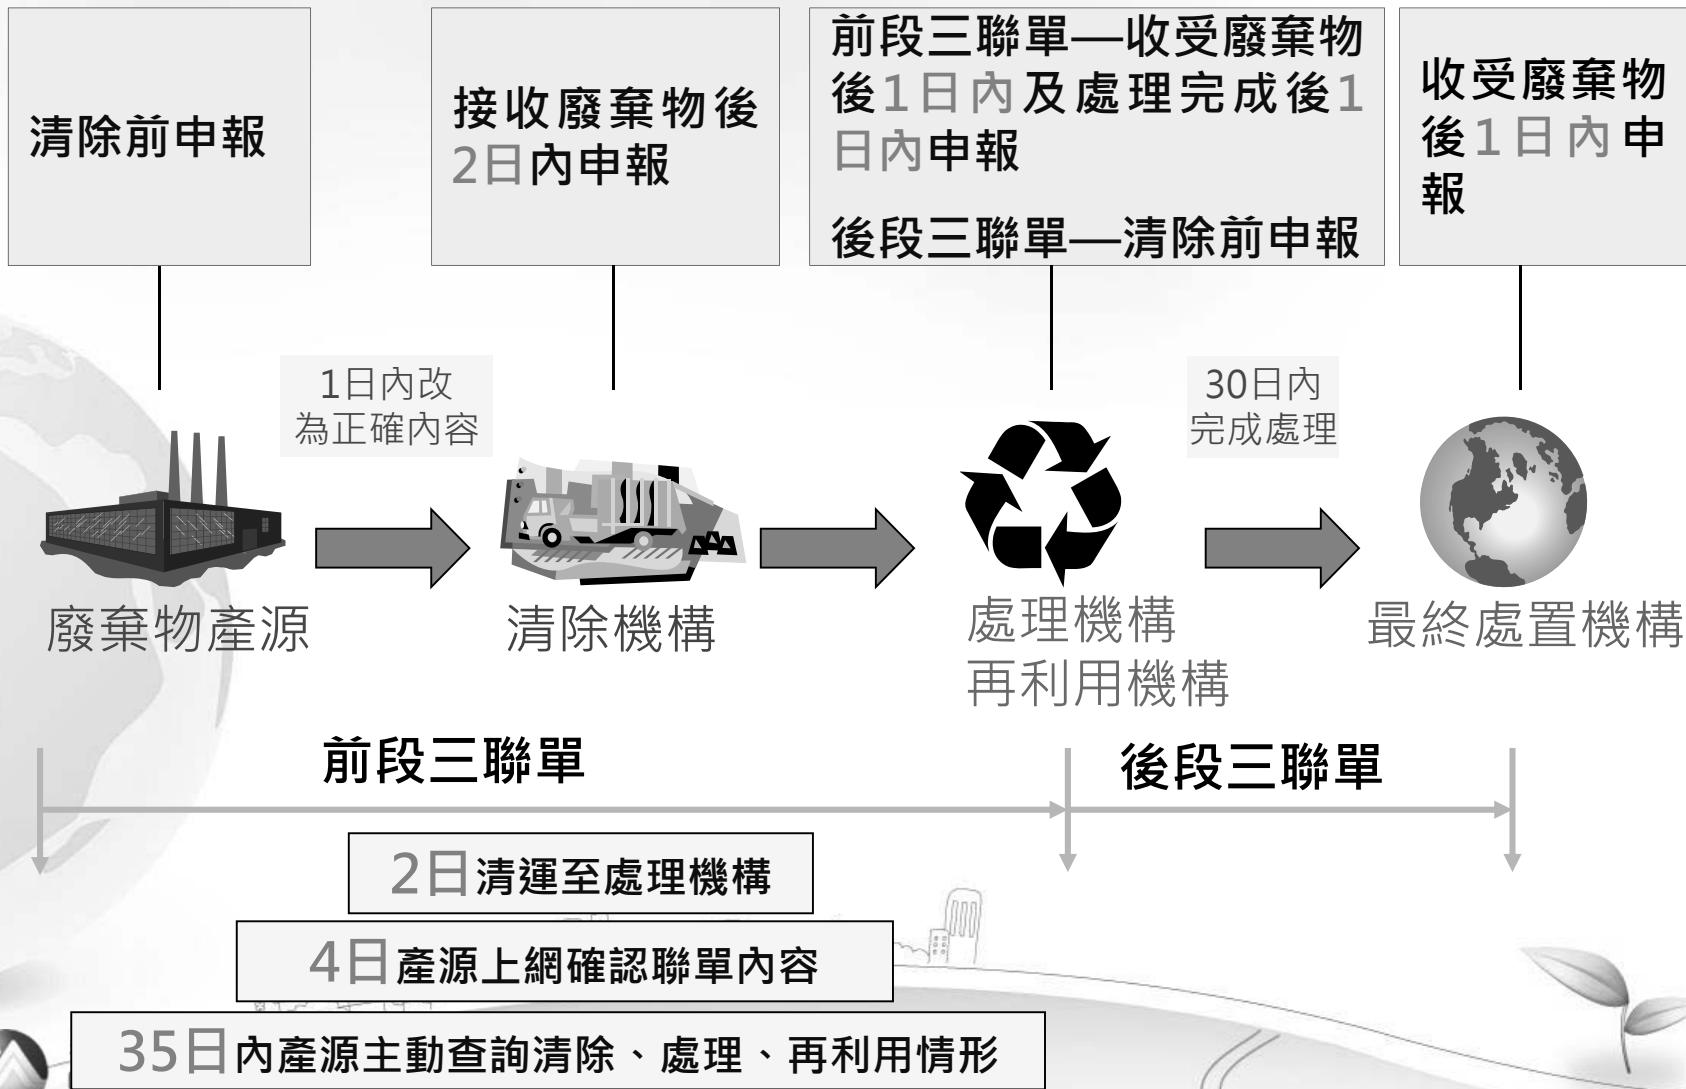 清除前申報
接收廢棄物後
2日內申報
前段三聯單—收受廢棄物
後1日內及處理完成後1
日內申報
後段三聯單—清除前申報
收受廢棄物
後1日內申
報
1日內改
為正確內容
30日內
完成處理
廢棄物產源
清除機構
處理機構
再利用機構
最終處置機構
前段三聯單
後段三聯單
2日清運至處理機構
4日產源上網確認聯單內容
35日內產源主動查詢清除、處理、再利用情形